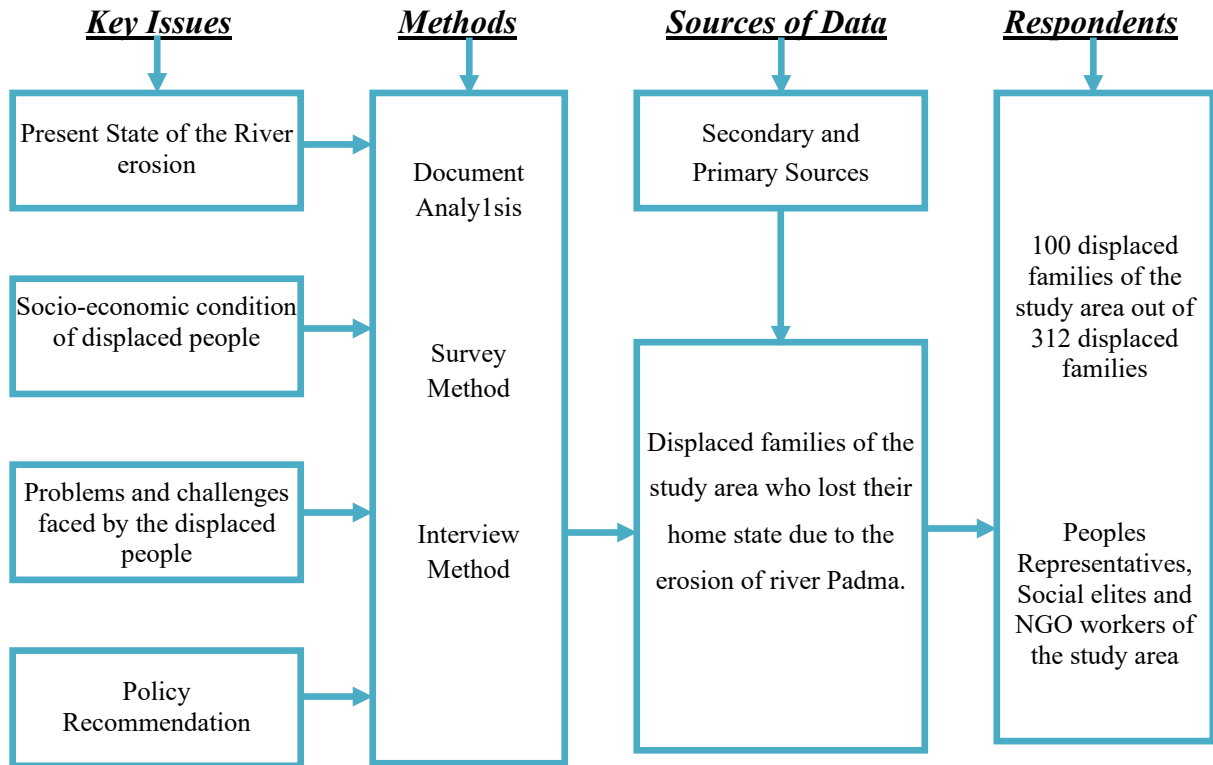 Key Issues
Methods
Sources of Data
Respondents
Present State of the River
erosion
Socio-economic condition
of displaced people
Problems and challenges
faced by the displaced
people
Policy
Recommendation
Document
Analy1sis
Survey
Method
Interview
Method
Secondary and
Primary Sources
Displaced families of the
study area who lost their
home state due to the
erosion of river Padma.
100 displaced
families of the
study area out of
312 displaced
families
Peoples
Representatives,
Social elites and
NGO workers of
the study area